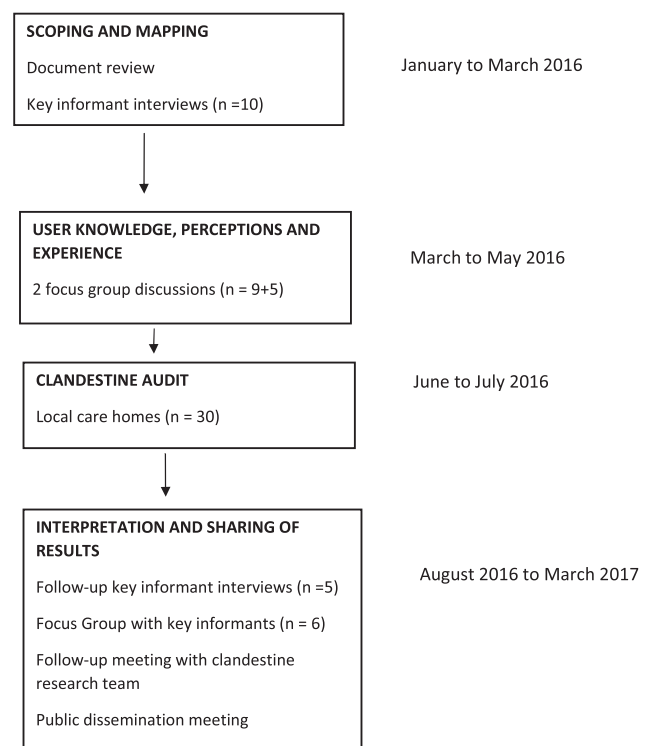 SCOPING AND MAPPING
Document review
January to March 2016
Key informant interviews (n =10)
USER KNOWLEDGE, PERCEPTIONS AND
EXPERIENCE
March to May 2016
2 focus group discussions (n = 9+5)
CLANDESTINE AUDIT
June to July 2016
Local care homes (n = 30)
INTERPRETATION AND SHARING OF
RESULTS
August 2016 to March 2017
Follow-up key informant interviews (n =5)
Focus Group with key informants (n = 6)
Follow-up meeting with clandestine
research team
Public dissemination meeting